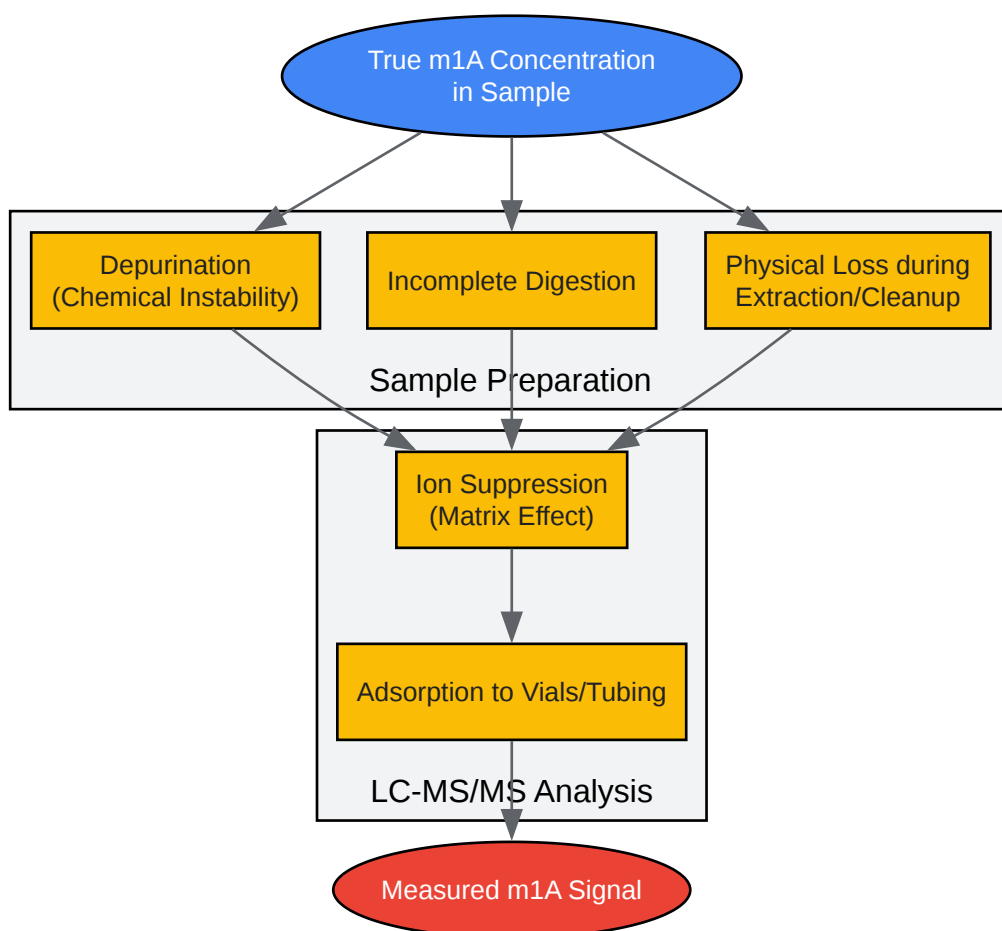 True m1A Concentration
in Sample
Depurination
(Chemical Instability)
Incomplete Digestion
Physical Loss during
Extraction/Cleanup
Sample Preparation
Ion Suppression
(Matrix Effect)
Adsorption to Vials/Tubing
LC-MS/MS Analysis
Measured m1A Signal